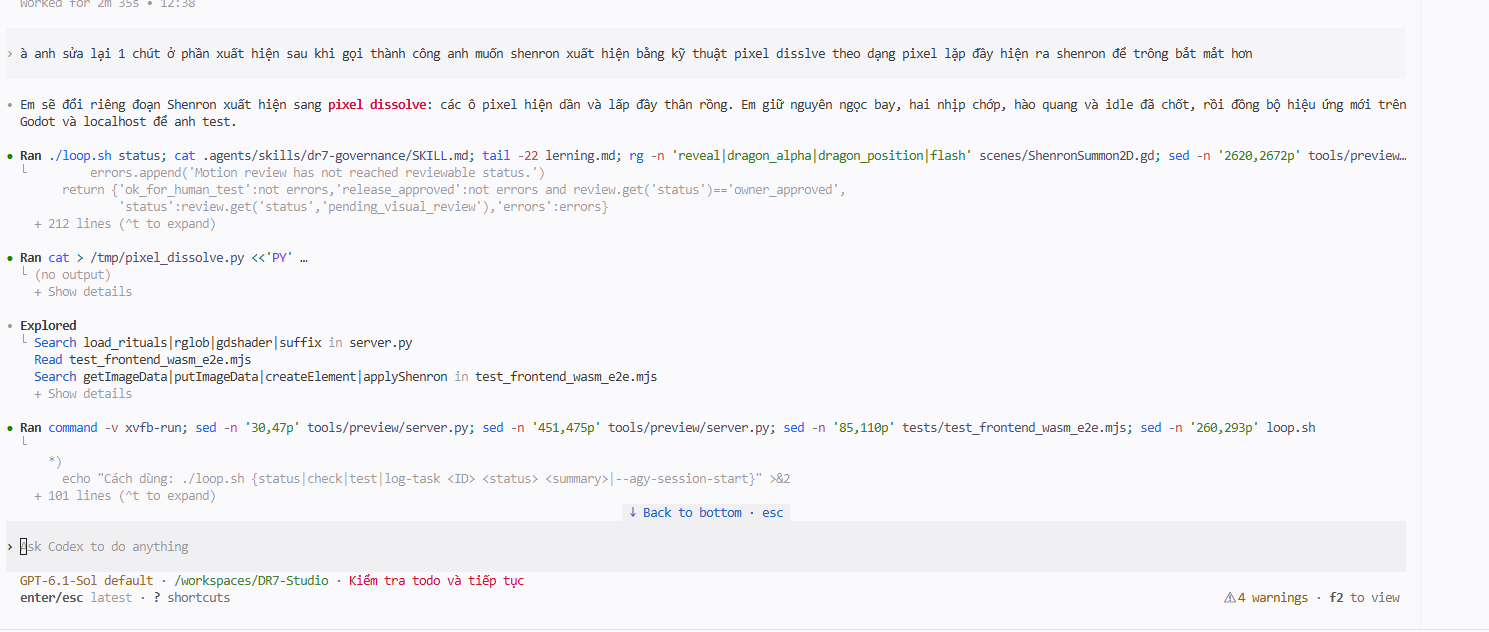 Worked for 2m 35s • 12:38
› à anh sửa lại 1 chút ở phần xuất hiện sau khi gọi thành công anh muốn shenron xuất hiện bằng kỹ thuật pixel disslve theo dạng pixel lặp đầy hiện ra shenron để trông bắt mắt hơn
• Em sẽ đổi riêng đoạn Shenron xuất hiện sang pixel dissolve: các ô pixel hiện dần và lấp đầy thân rồng. Em giữ nguyên ngọc bay, hai nhịp chớp, hào quang và idle đã chốt, rồi đồng bộ hiệu ứng mới trên
Godot và localhost để anh test.
• Ran ./loop.sh status; cat .agents/skills/dr7-governance/SKILL.md; tail -22 lerning.md; rg -n 'reveal|dragon_alpha|dragon_position|flash' scenes/ShenronSummon2D.gd; sed -n '2620,2672p' tools/preview…
└ errors.append('Motion review has not reached reviewable status.')
return {'ok_for_human_test':not errors,'release_approved':not errors and review.get('status')=='owner_approved',
'status':review.get('status','pending_visual_review'),'errors':errors}
+ 212 lines (^t to expand)
• Ran cat > /tmp/pixel_dissolve.py <<'PY' …
└ (no output)
+ Show details
• Explored
└ Search load_rituals|rglob|gdshader|suffix in server.py
Read test_frontend_wasm_e2e.mjs
Search getImageData|putImageData|createElement|applyShenron in test_frontend_wasm_e2e.mjs
+ Show details
• Ran command -v xvfb-run; sed -n '30,47p' tools/preview/server.py; sed -n '451,475p' tools/preview/server.py; sed -n '85,110p' tests/test_frontend_wasm_e2e.mjs; sed -n '260,293p' loop.sh
└
*)
echo "Cách dùng: ./loop.sh {status|check|test|log-task <ID> <status> <summary>|--agy-session-start}" >&2
+ 101 lines (^t to expand)
↓ Back to bottom · esc
› Ask Codex to do anything
GPT-6.1-Sol default · /workspaces/DR7-Studio · Kiểm tra todo và tiếp tục
enter/esc latest · ? shortcuts
⚠4 warnings · f2 to view